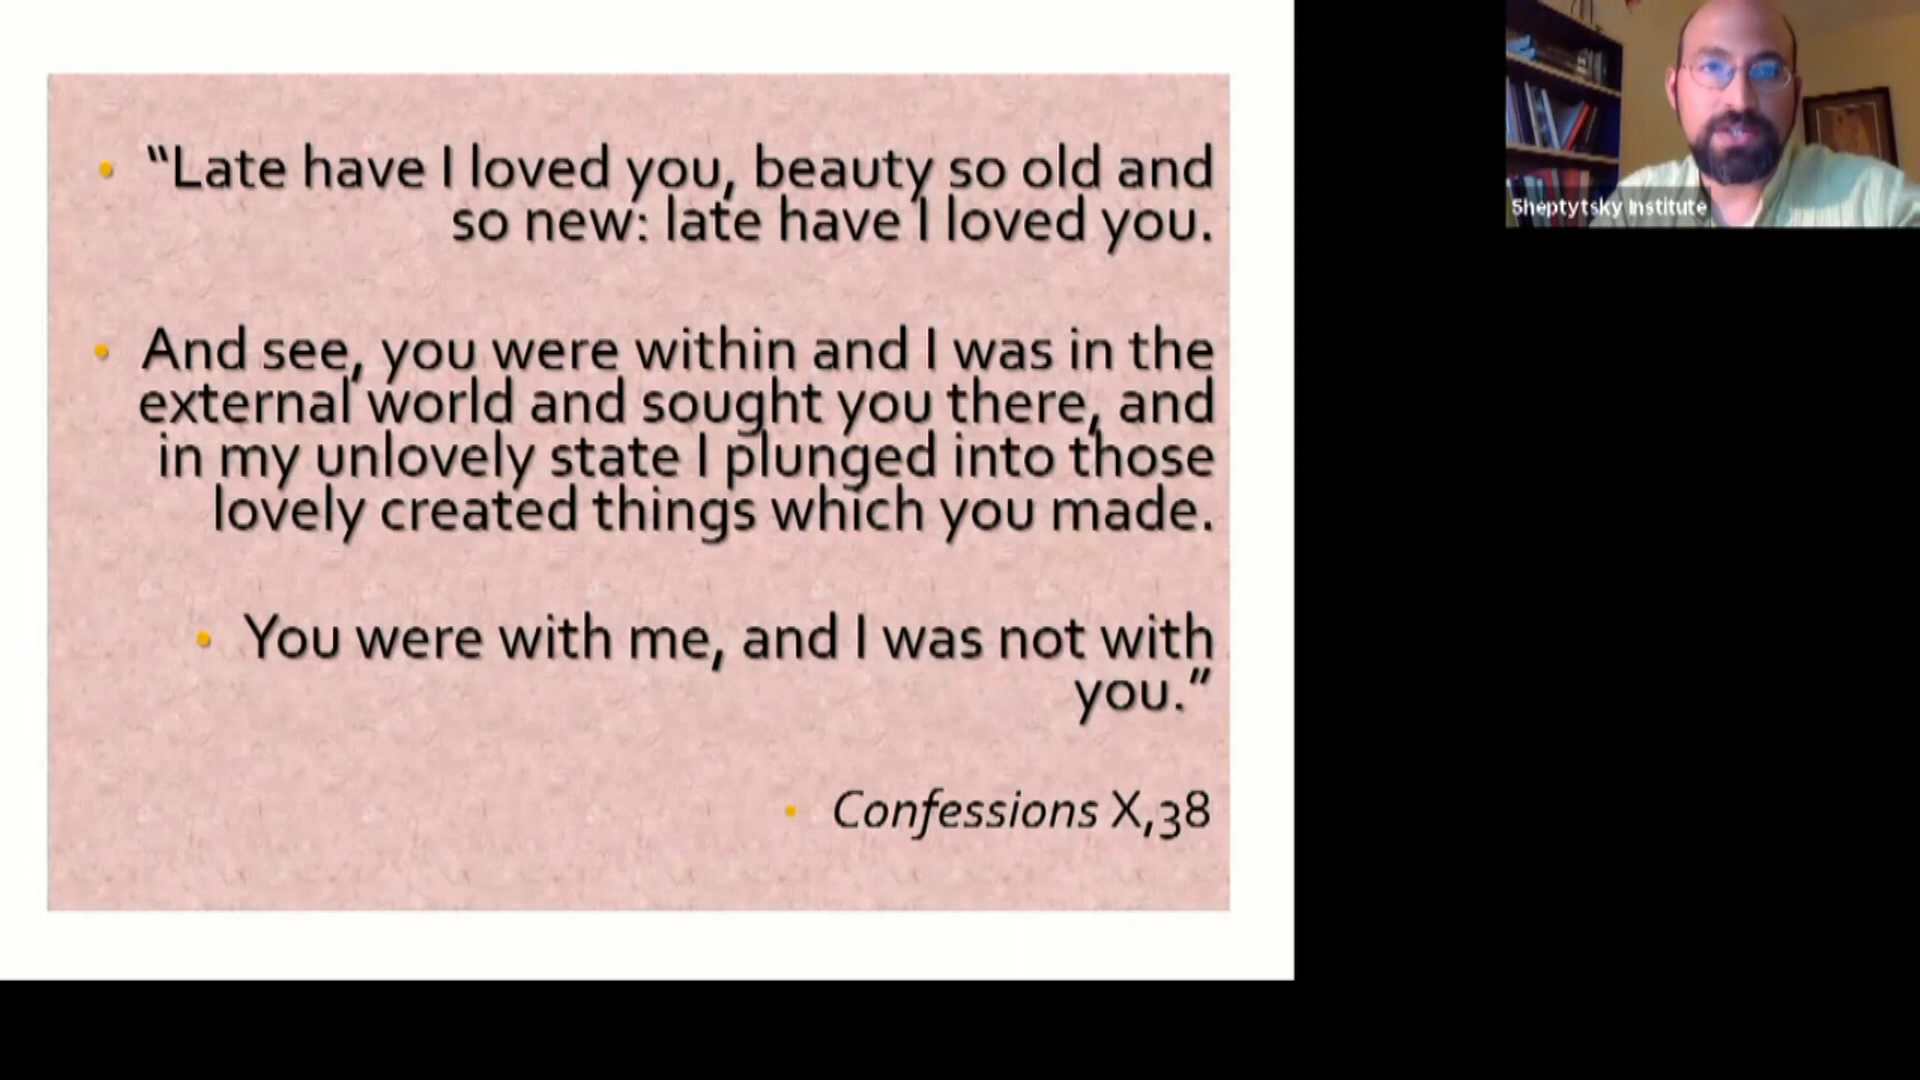 • “Late have I loved you, beauty so old and
so new: late have I loved you.
• And see, you were within and I was in the
external world and sought you there, and
in my unlovely state I plunged into those
lovely created things which you made.
• You were with me, and I was not with
you.”
• Confessions X,38
Sheptytsky Institute